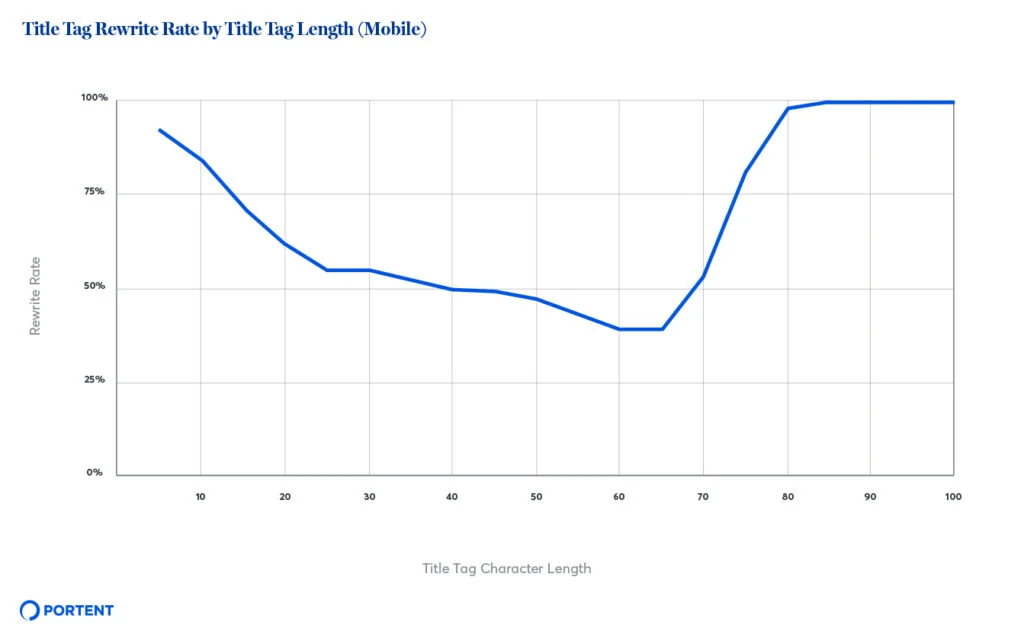 Title Tag Rewrite Rate by Title Tag Length (Mobile)
100%
75%
50%
25%
0%
Rewrite Rate
10 20 30 40 50 60 70 80 90 100
Title Tag Character Length
PORTENT